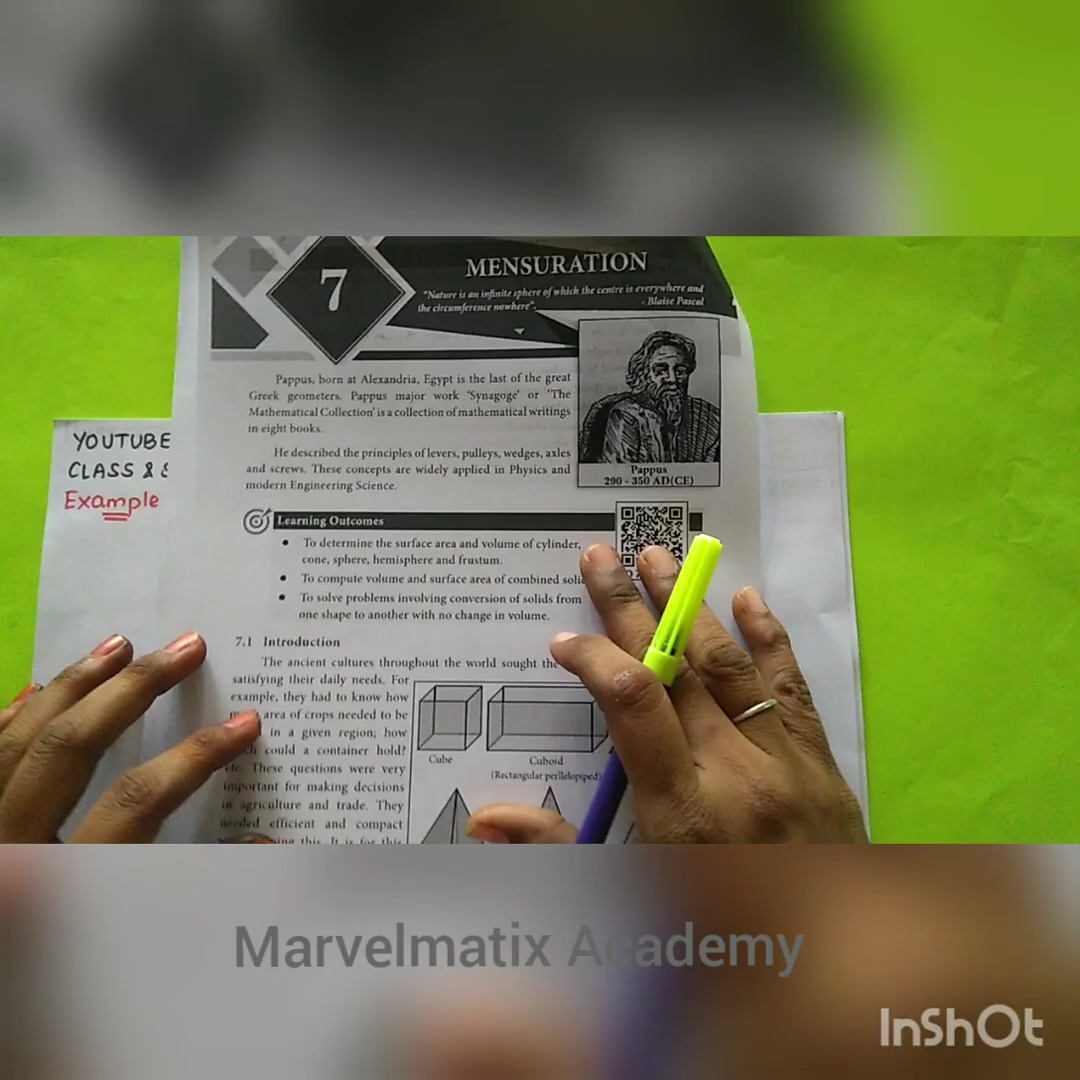 7
MENSURATION
"Nature is an infinite sphere of which the centre is everywhere and
the circumference nowhere".
- Blaise Pascal
Pappus, born at Alexandria, Egypt is the last of the great
Greek geometers. Pappus major work 'Synagoge' or 'The
Mathematical Collection' is a collection of mathematical writings
in eight books.
He described the principles of levers, pulleys, wedges, axles
and screws. These concepts are widely applied in Physics and
modern Engineering Science.
Pappus
290 - 350 AD(CE)
YOUTUBE
CLASS &
Example
Learning Outcomes
• To determine the surface area and volume of cylinder,
cone, sphere, hemisphere and frustum.
• To compute volume and surface area of combined
• To solve problems involving conversion of solids from
one shape to another with no change in volume.
7.1 Introduction
The ancient cultures throughout the world sought the
satisfying their daily needs. For
example, they had to know how
area of crops needed to be
in a given region; how
could a container hold?
These questions were very
important for making decisions
in agriculture and trade. They
needed efficient and compact
this. It is for this
Cube
Cuboid
(Rectangular perllelopiped)
Marvelmatix Academy
InShOt